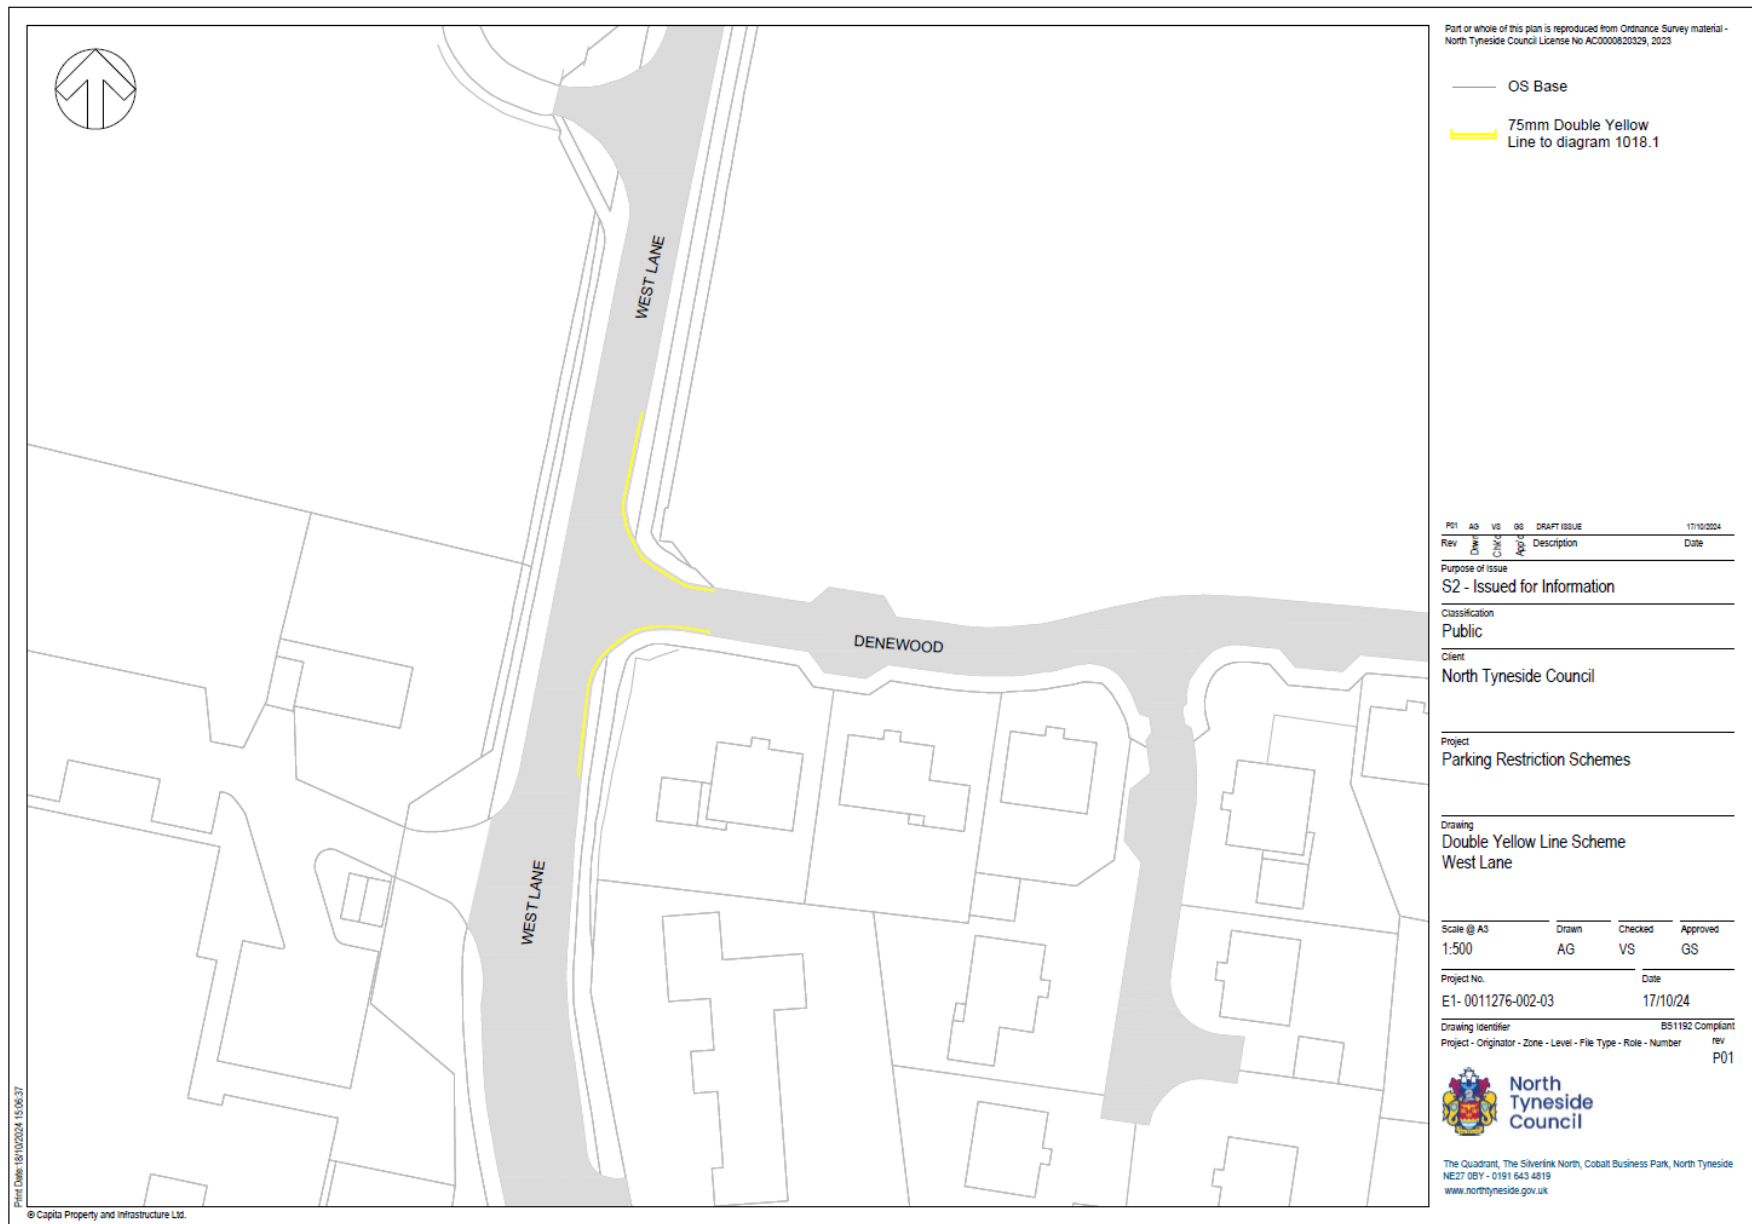 Part or whole of this plan is reproduced from Ordnance Survey material -
North Tyneside Council License No AC0000820329, 2023
OS Base
75mm Double Yellow
Line to diagram 1018.1
WEST LANE
DENEWOOD
WEST LANE
P01 AG VS GS DRAFT ISSUE 17/10/2024
Rev Drwn Chk'd App'd Description Date
Purpose of Issue
S2 - Issued for Information
Classification
Public
Client
North Tyneside Council
Project
Parking Restriction Schemes
Drawing
Double Yellow Line Scheme
West Lane
Scale @ A3 Drawn Checked Approved
1:500 AG VS GS
Project No. Date
E1- 0011276-002-03 17/10/24
Drawing Identifier BS1192 Compliant
Project - Originator - Zone - Level - File Type - Role - Number rev
P01
North
Tyneside
Council
The Quadrant, The Silverlink North, Cobalt Business Park, North Tyneside
NE27 0BY - 0191 643 4819
www.northtyneside.gov.uk
Print Date:18/10/2024 15:06:37
© Capita Property and Infrastructure Ltd.